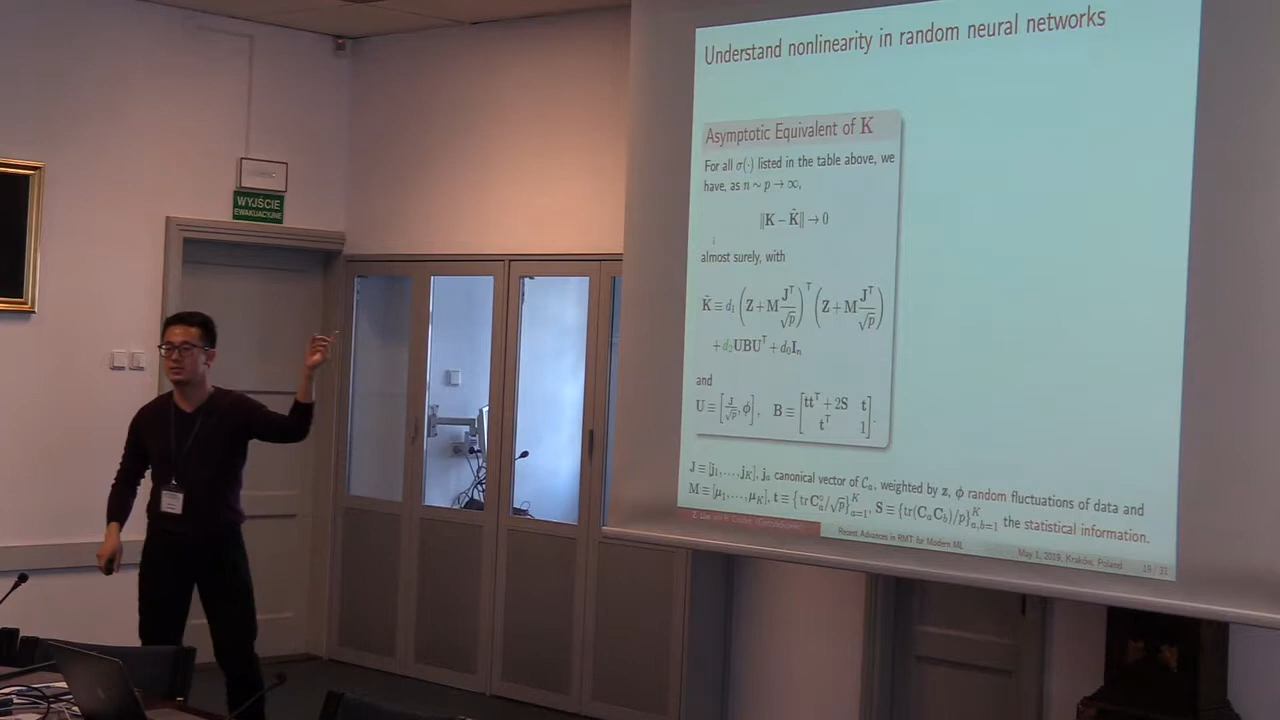 Understand nonlinearity in random neural networks
Asymptotic Equivalent of K
For all σ(·) listed in the table above, we
have, as n ∼ p → ∞,
‖K − K̃‖ → 0
almost surely, with
K̃ ≡ d₁ (Z + M Jᵀ/√p)ᵀ (Z + M Jᵀ/√p)
+ d₂UBUᵀ + d₀Iₙ
and
U ≡ [J/√p, ϕ], B ≡ [ttᵀ + 2S t
tᵀ 1].
J ≡ [j₁, …, j_K], jₐ canonical vector of 𝒞ₐ, weighted by z, ϕ random fluctuations of data and
M ≡ [μ₁, …, μ_K], t ≡ {tr Cₐ°/√p}ᴷₐ₌₁, S ≡ {tr(CₐC_b)/p}ᴷₐ,b₌₁ the statistical information.
Recent Advances in RMT for Modern ML
May 1, 2019, Kraków, Poland
19 / 31
WYJŚCIE
EWAKUACYJNE